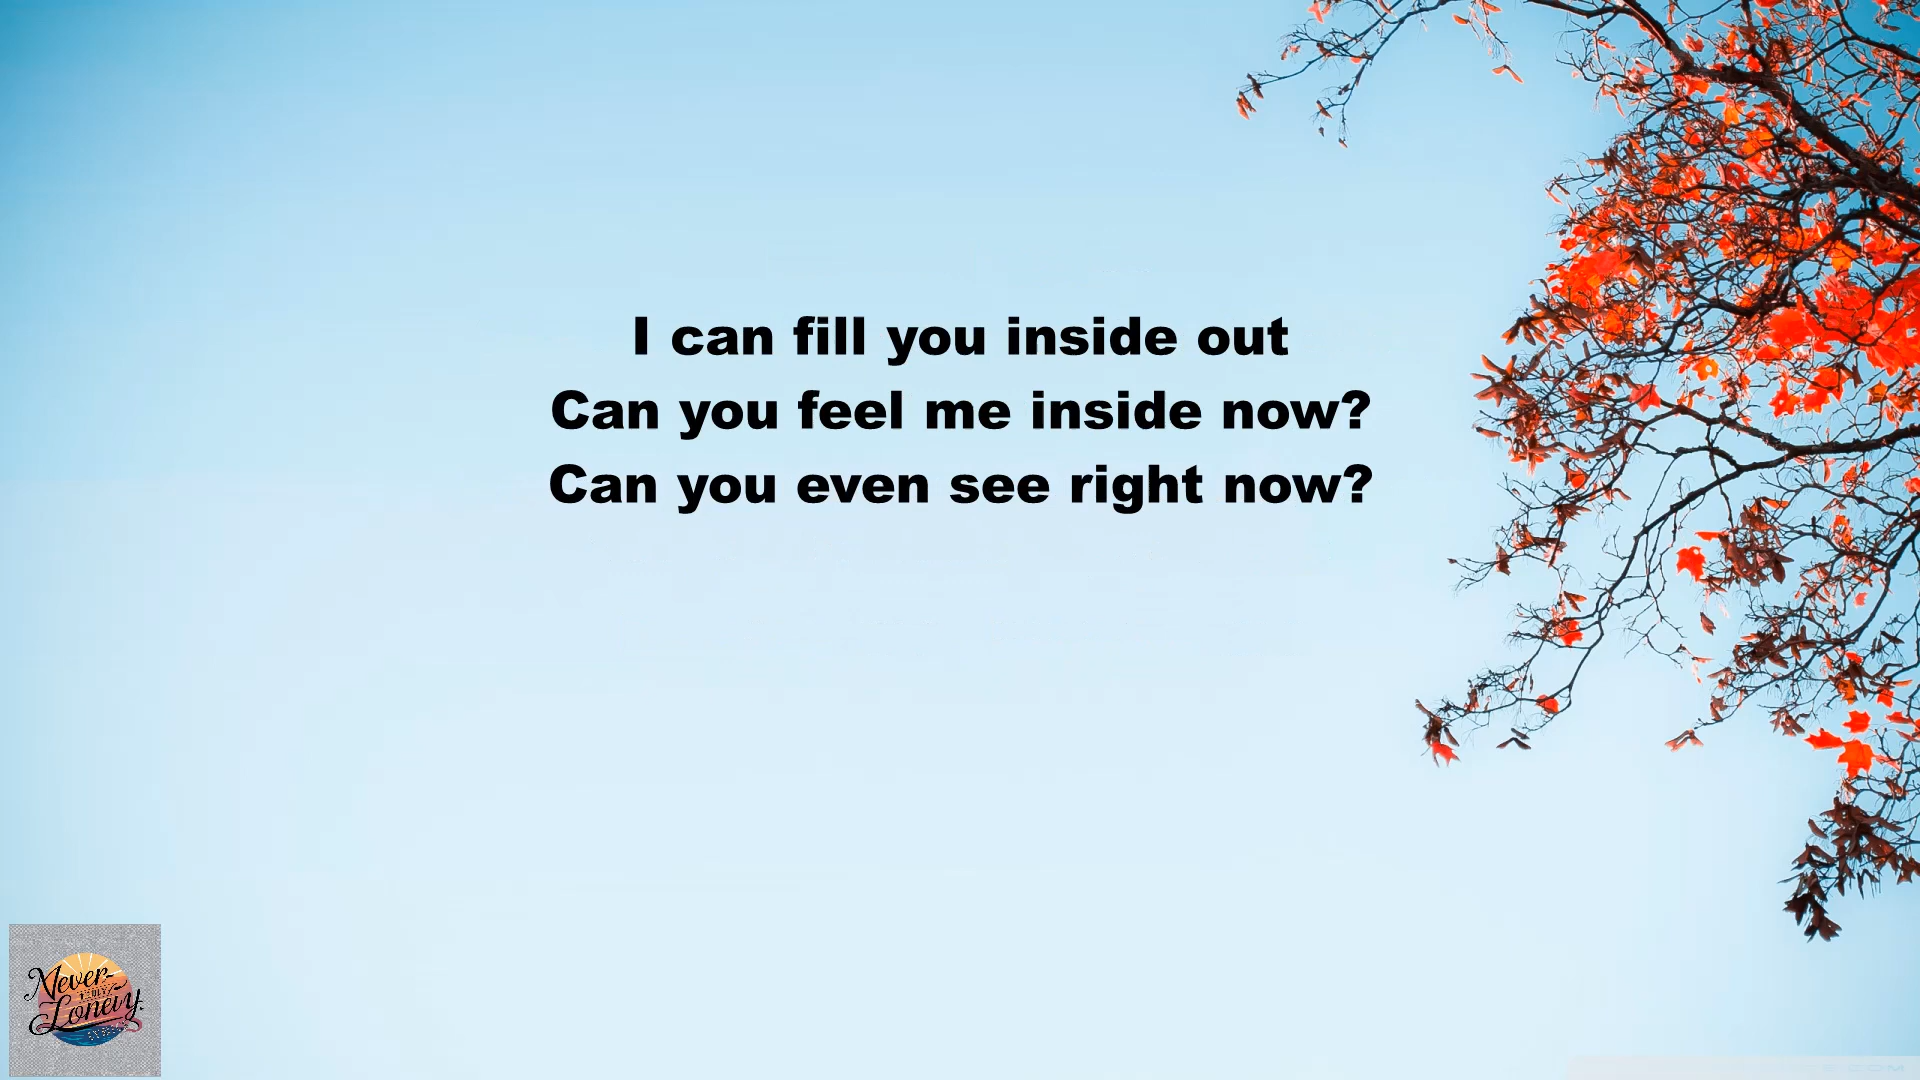 I can fill you inside out
Can you feel me inside now?
Can you even see right now?
Never
Lonely